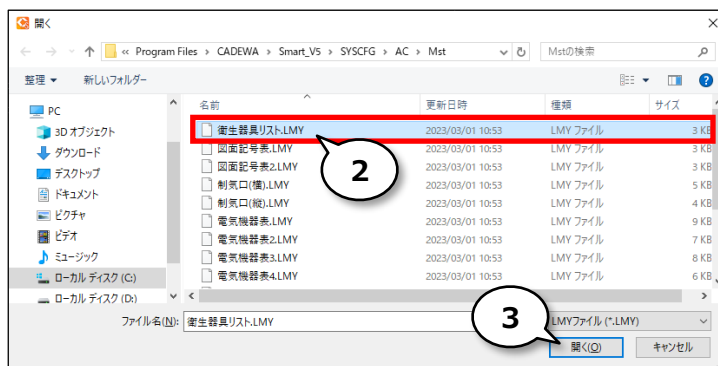 開く
« Program Files › CADEWA › Smart_V5 › SYSCFG › AC › Mst
Mstの検索
整理 新しいフォルダー
名前 更新日時 種類 サイズ
PC
3D オブジェクト
ダウンロード
デスクトップ
ドキュメント
ピクチャ
ビデオ
ミュージック
ローカル ディスク (C:)
ローカル ディスク (D:)
衛生器具リスト.LMY 2023/03/01 10:53 LMY ファイル 3 KB
図面記号表.LMY 2023/03/01 10:53 LMY ファイル 3 KB
図面記号表2.LMY 2023/03/01 10:53 LMY ファイル 3 KB
制気口(横).LMY 2023/03/01 10:53 LMY ファイル 5 KB
制気口(縦).LMY 2023/03/01 10:53 LMY ファイル 4 KB
電気機器表.LMY 2023/03/01 10:53 LMY ファイル 9 KB
電気機器表2.LMY 2023/03/01 10:53 LMY ファイル 7 KB
電気機器表3.LMY 2023/03/01 10:53 LMY ファイル 8 KB
電気機器表4.LMY 2023/03/01 10:53 LMY ファイル 6 KB
2
ファイル名(N): 衛生器具リスト.LMY
3
LMYファイル (*.LMY)
開く(O) キャンセル